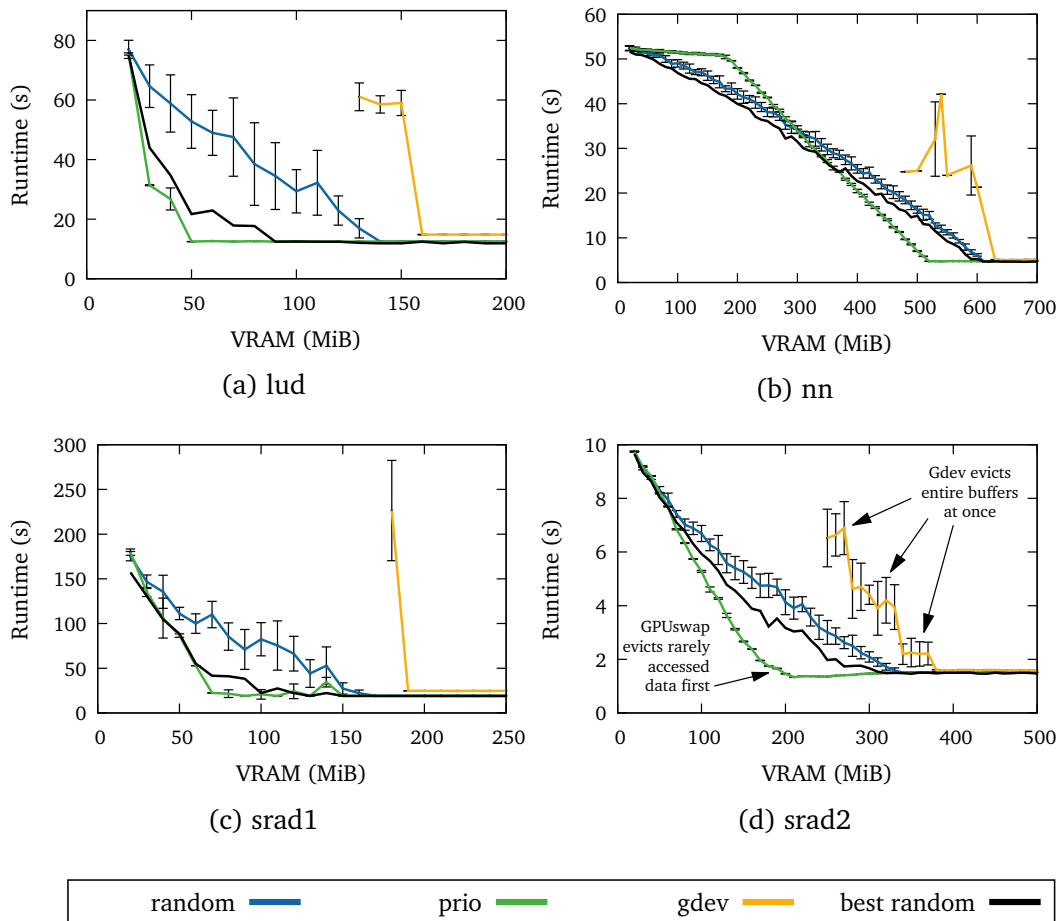 80
60
40
20
0
Runtime (s)
0 50 100 150 200
VRAM (MiB)
(a) lud
60
50
40
30
20
10
0
Runtime (s)
0 100 200 300 400 500 600 700
VRAM (MiB)
(b) nn
300
250
200
150
100
50
0
Runtime (s)
0 50 100 150 200 250
VRAM (MiB)
(c) srad1
10
8
6
4
2
0
Runtime (s)
Gdev evicts
entire buffers
at once
GPUswap
evicts rarely
accessed
data first
0 100 200 300 400 500
VRAM (MiB)
(d) srad2
random prio gdev best random